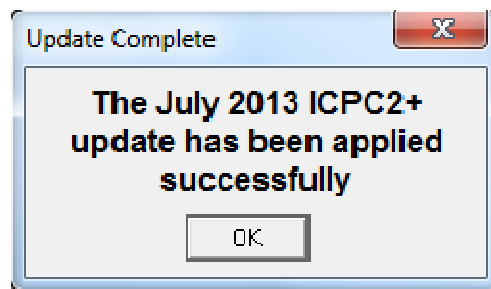 Update Complete
The July 2013 ICPC2+
update has been applied
successfully
OK